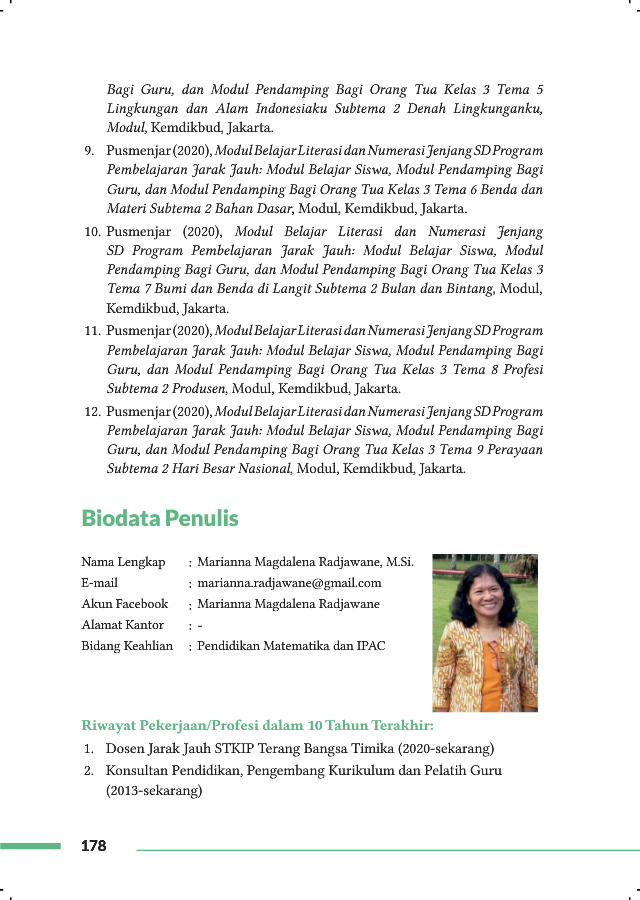 Bagi Guru, dan Modul Pendamping Bagi Orang Tua Kelas 3 Tema 5
Lingkungan dan Alam Indonesiaku Subtema 2 Denah Lingkunganku,
Modul, Kemdikbud, Jakarta.
9. Pusmenjar (2020), Modul Belajar Literasi dan Numerasi Jenjang SD Program
Pembelajaran Jarak Jauh: Modul Belajar Siswa, Modul Pendamping Bagi
Guru, dan Modul Pendamping Bagi Orang Tua Kelas 3 Tema 6 Benda dan
Materi Subtema 2 Bahan Dasar, Modul, Kemdikbud, Jakarta.
10. Pusmenjar (2020), Modul Belajar Literasi dan Numerasi Jenjang
SD Program Pembelajaran Jarak Jauh: Modul Belajar Siswa, Modul
Pendamping Bagi Guru, dan Modul Pendamping Bagi Orang Tua Kelas 3
Tema 7 Bumi dan Benda di Langit Subtema 2 Bulan dan Bintang, Modul,
Kemdikbud, Jakarta.
11. Pusmenjar (2020), Modul Belajar Literasi dan Numerasi Jenjang SD Program
Pembelajaran Jarak Jauh: Modul Belajar Siswa, Modul Pendamping Bagi
Guru, dan Modul Pendamping Bagi Orang Tua Kelas 3 Tema 8 Profesi
Subtema 2 Produsen, Modul, Kemdikbud, Jakarta.
12. Pusmenjar (2020), Modul Belajar Literasi dan Numerasi Jenjang SD Program
Pembelajaran Jarak Jauh: Modul Belajar Siswa, Modul Pendamping Bagi
Guru, dan Modul Pendamping Bagi Orang Tua Kelas 3 Tema 9 Perayaan
Subtema 2 Hari Besar Nasional, Modul, Kemdikbud, Jakarta.
Biodata Penulis
Nama Lengkap : Marianna Magdalena Radjawane, M.Si.
E-mail : marianna.radjawane@gmail.com
Akun Facebook : Marianna Magdalena Radjawane
Alamat Kantor : -
Bidang Keahlian : Pendidikan Matematika dan IPAC
Riwayat Pekerjaan/Profesi dalam 10 Tahun Terakhir:
1. Dosen Jarak Jauh STKIP Terang Bangsa Timika (2020-sekarang)
2. Konsultan Pendidikan, Pengembang Kurikulum dan Pelatih Guru
(2013-sekarang)
178